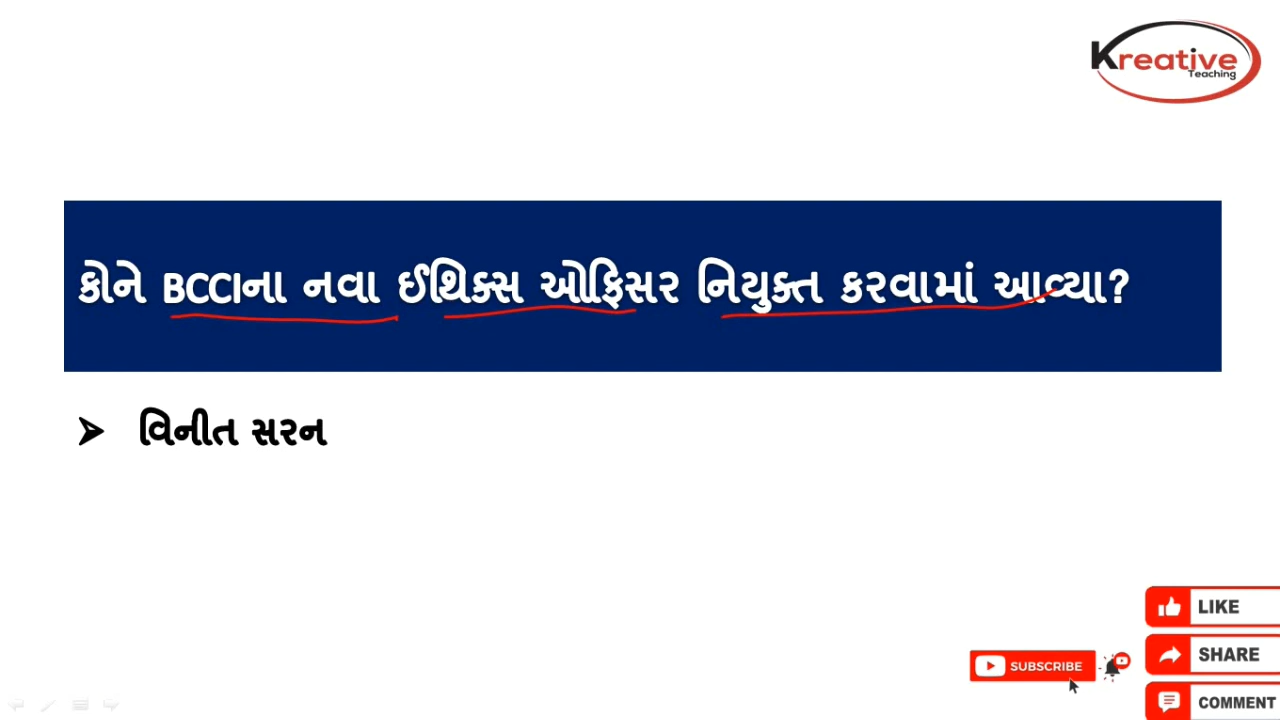 Kreative
Teaching
કોને BCCIના નવા ઈથિક્સ ઓફિસર નિયુક્ત કરવામાં આવ્યા?
➤ વિનીત સરન
LIKE
SUBSCRIBE
SHARE
COMMENT